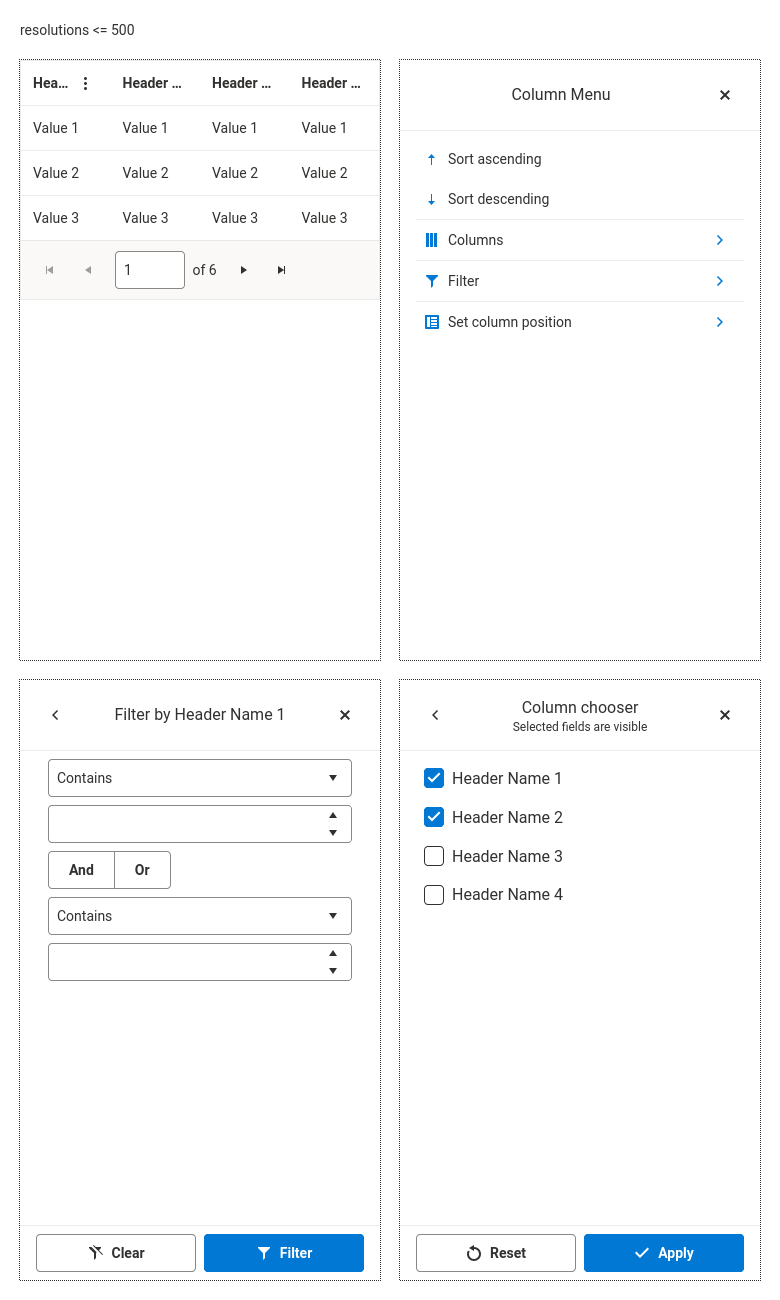 resolutions <= 500
Hea... Header ... Header ... Header ...
Value 1 Value 1 Value 1 Value 1
Value 2 Value 2 Value 2 Value 2
Value 3 Value 3 Value 3 Value 3
1 of 6
Column Menu
Sort ascending
Sort descending
Columns
Filter
Set column position
Filter by Header Name 1
Contains
And Or
Contains
Clear Filter
Column chooser
Selected fields are visible
Header Name 1
Header Name 2
Header Name 3
Header Name 4
Reset Apply